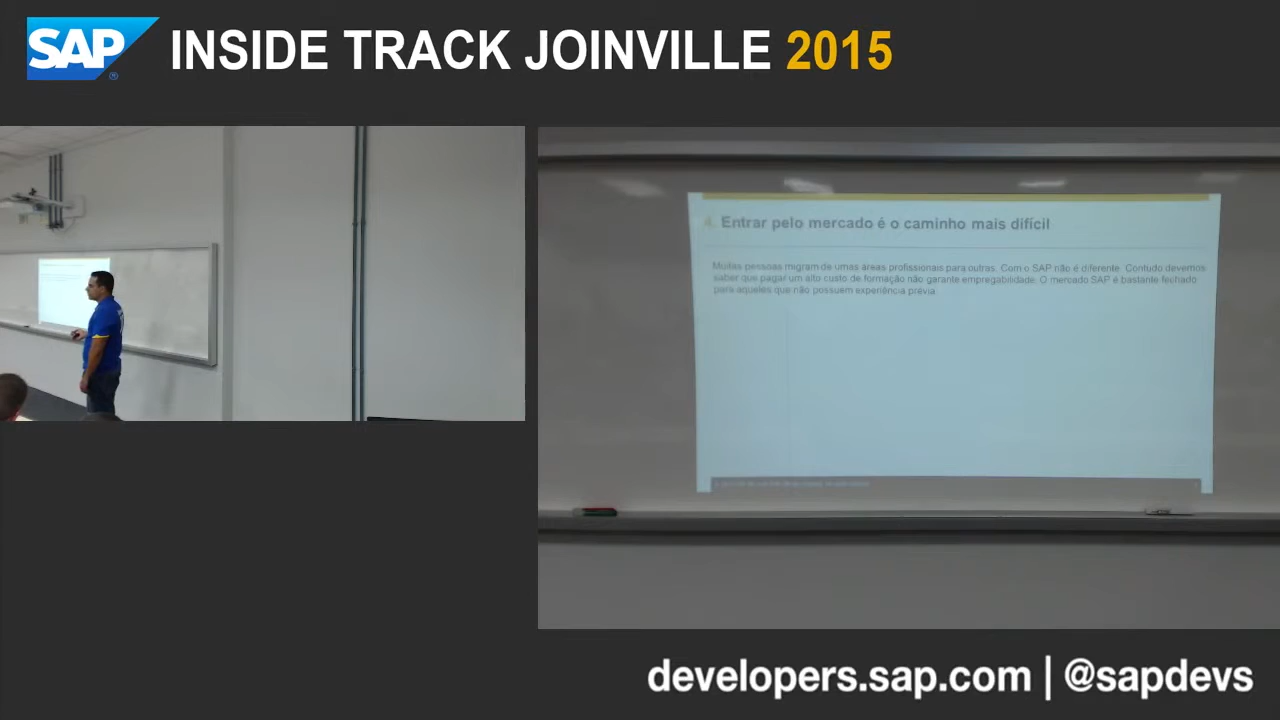 SAP
INSIDE TRACK JOINVILLE 2015
4. Entrar pelo mercado é o caminho mais difícil
Muitas pessoas migram de umas áreas profissionais para outras. Com o SAP não é diferente. Contudo devemos
saber que pagar um alto custo de formação não garante empregabilidade. O mercado SAP é bastante fechado
para aqueles que não possuem experiência prévia.
developers.sap.com | @sapdevs